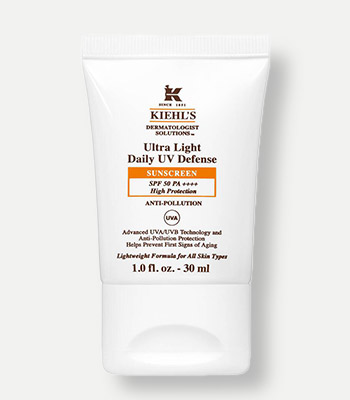 K
SINCE 1851
KIEHL'S
DERMATOLOGIST
SOLUTIONS™
Ultra Light
Daily UV Defense
SUNSCREEN
SPF 50 PA ++++
High Protection
ANTI-POLLUTION
UVA
Advanced UVA/UVB Technology and
Anti-Pollution Protection
Helps Prevent First Signs of Aging
Lightweight Formula for All Skin Types
1.0 fl. oz. - 30 ml